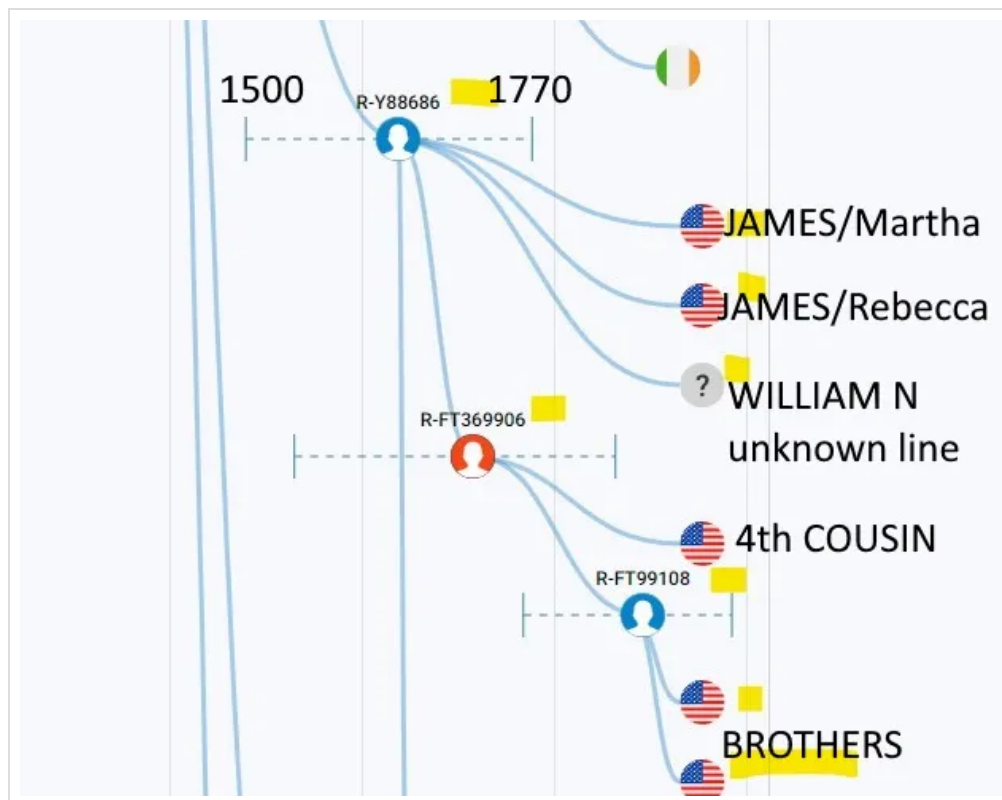 1500
R-Y88686
1770
JAMES/Martha
JAMES/Rebecca
?
WILLIAM N
unknown line
R-FT369906
4th COUSIN
R-FT99108
BROTHERS